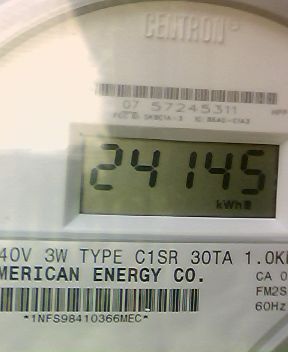 CENTRON
07 57245311
24145
kWh
40V 3W TYPE C1SR 30TA 1.0K
MERICAN ENERGY CO.
CA 0
FM2S
60Hz
*1NFS98410366MEC*